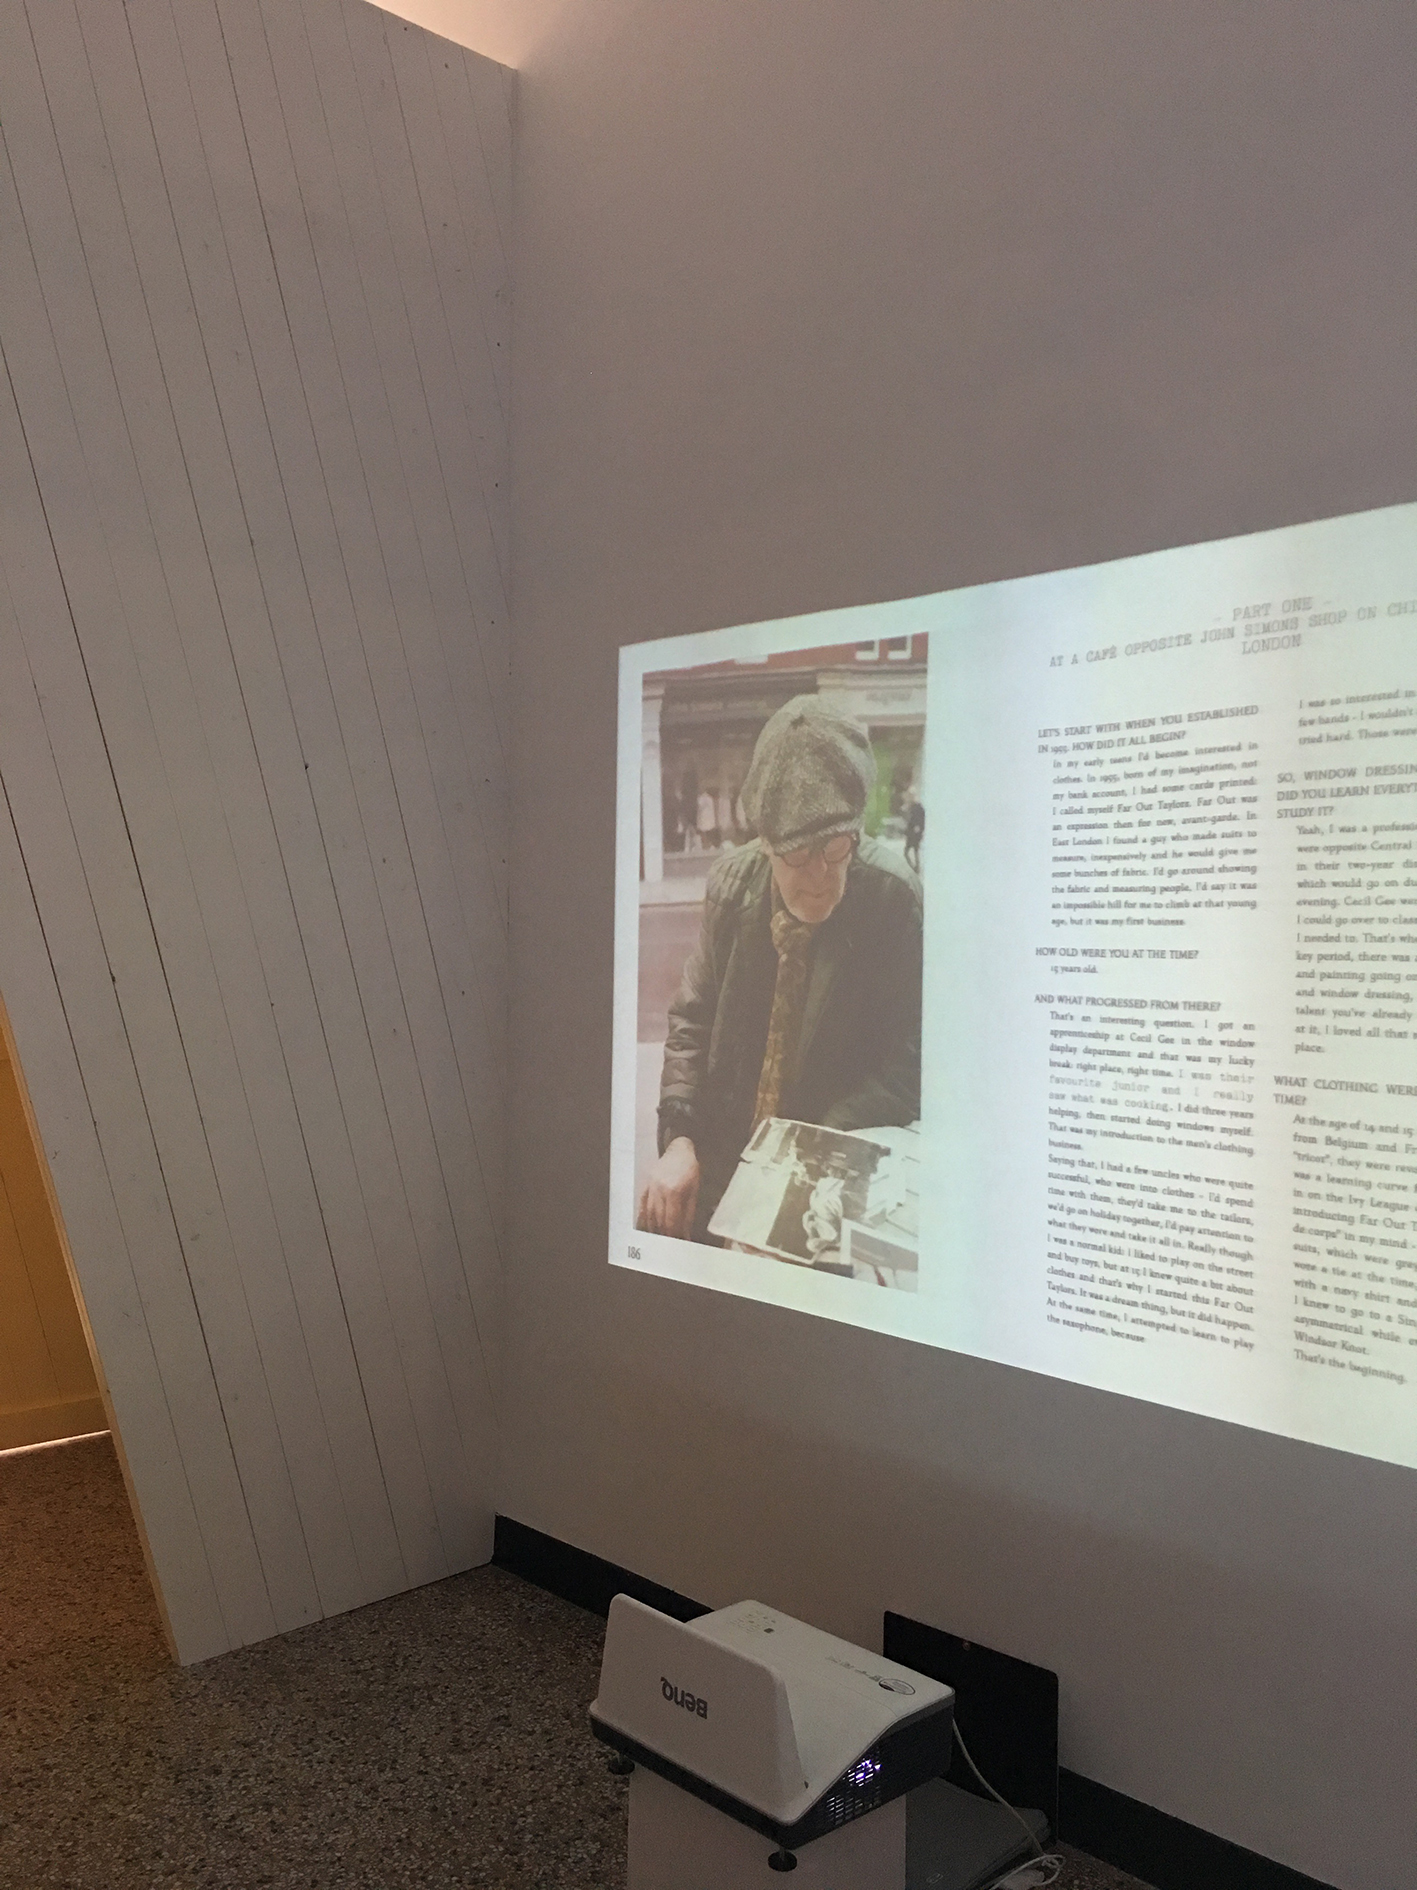 - PART ONE -
AT A CAFÉ OPPOSITE JOHN SIMONS SHOP ON
LONDON
LET'S START WITH WHEN YOU ESTABLISHED
IN 1955. HOW DID IT ALL BEGIN?
In my early teens I'd become interested in
clothes. In 1955, born of my imagination, not
my bank account, I had some cards printed:
I called myself Far Out Taylors. Far Out was
an expression then for new, avant-garde. In
East London I found a guy who made suits to
measure, inexpensively and he would give me
some bunches of fabric. I'd go around showing
the fabric and measuring people, I'd say it was
an impossible hill for me to climb at that young
age, but it was my first business.
HOW OLD WERE YOU AT THE TIME?
15 years old.
AND WHAT PROGRESSED FROM THERE?
That's an interesting question. I got an
apprenticeship at Cecil Gee in the window
display department and that was my lucky
break: right place, right time. I was their
favourite junior and I really
saw what was cooking. I did three years
helping, then started doing windows myself.
That was my introduction to the men's clothing
business.
Saying that, I had a few uncles who were quite
successful, who were into clothes - I'd spend
time with them, they'd take me to the tailors,
we'd go on holiday together, I'd pay attention to
what they wore and take it all in. Really though
I was a normal kid: I liked to play on the street
and buy toys, but at 15 I knew quite a bit about
clothes and that's why I started this Far Out
Taylors. It was a dream thing, but it did happen.
At the same time, I attempted to learn to play
the saxophone, because
I was so interested in
few bands - I wouldn't
tried hard. Those were
SO, WINDOW DRESSING
DID YOU LEARN
STUDY IT?
Yeah, I was a
were opposite Central
in their two-year
which would go on
evening. Cecil Gee
I could go over to
I needed to. That's
key period, there was
and painting going
and window dressing,
talent you've already
at it, I loved all that
place.
WHAT CLOTHING WERE
TIME?
At the age of 14 and 15
from Belgium and
"tricot", they were
was a learning curve
in on the Ivy League
introducing Far Out
de corps" in my mind -
suits, which were
wore a tie at the time,
with a navy shirt and
I knew to go to a
asymmetrical while
Windsor Knot.
That's the beginning.
186
BenQ